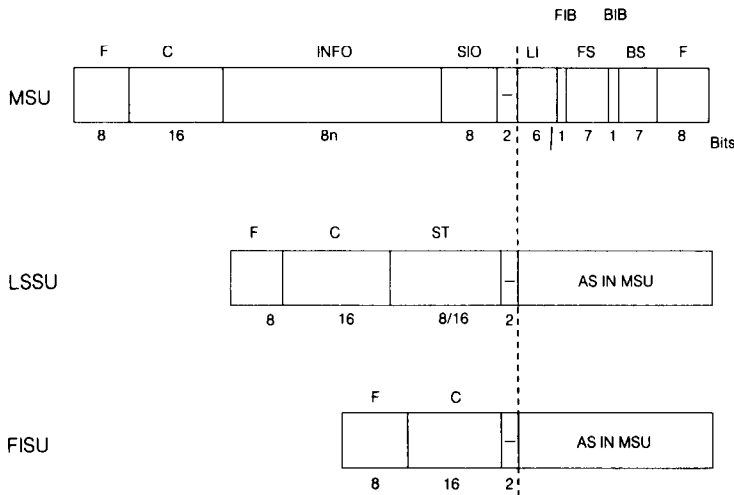 FIB BIB
F C INFO SIO LI FS BS F
MSU –
8 16 8n 8 2 6 1 7 1 7 8 Bits
F C ST
LSSU – AS IN MSU
8 16 8/16 2
F C
FISU – AS IN MSU
8 16 2